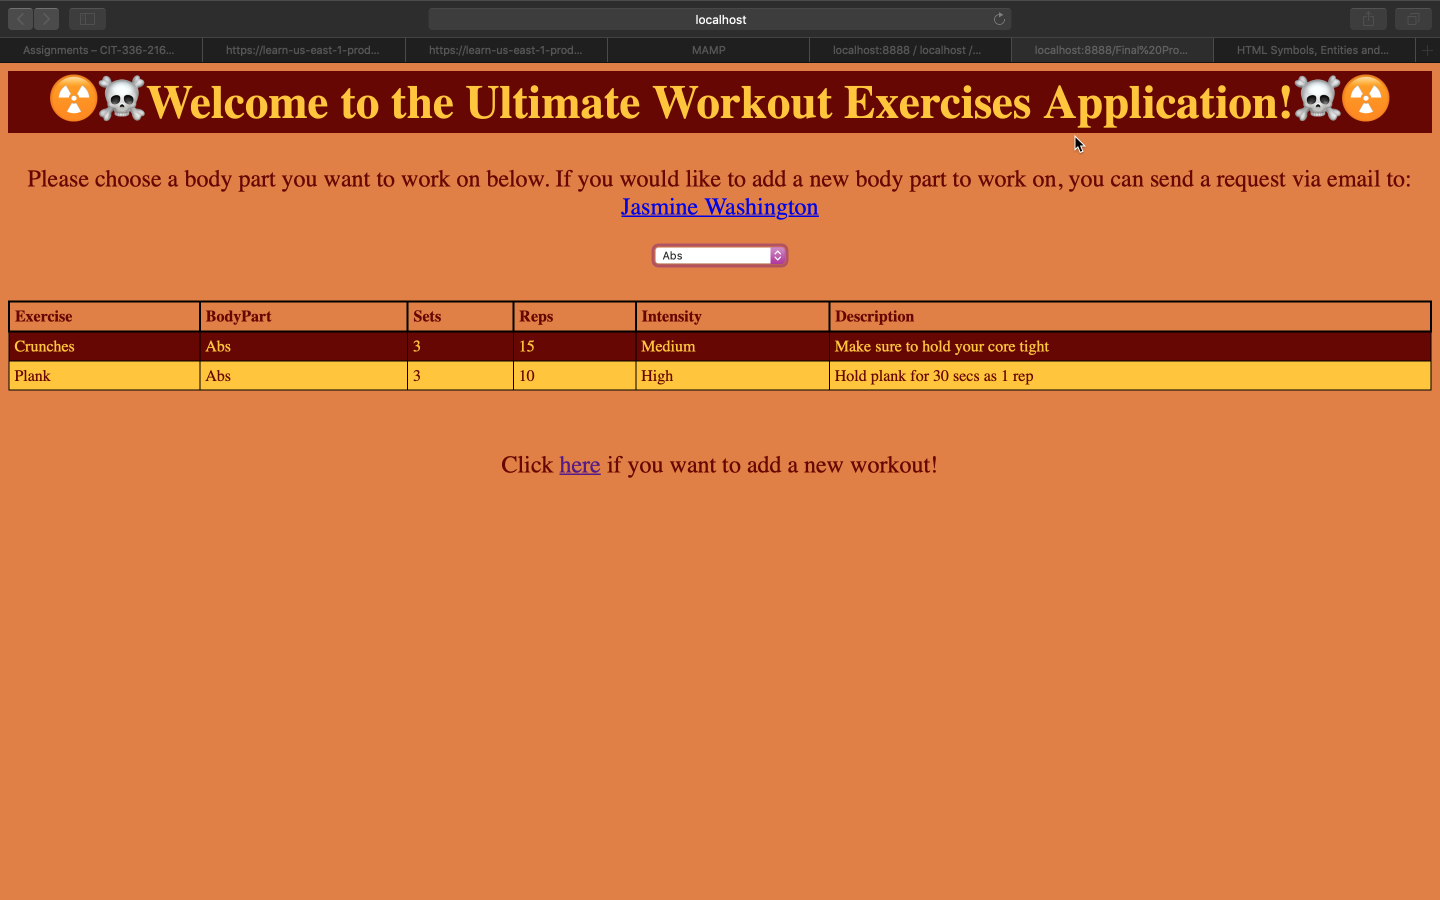 localhost
Assignments – CIT-336-216...
https://learn-us-east-1-prod...
https://learn-us-east-1-prod...
MAMP
localhost:8888 / localhost /...
localhost:8888/Final%20Pro...
HTML Symbols, Entities and...
☢️☠️Welcome to the Ultimate Workout Exercises Application!☠️☢️
Please choose a body part you want to work on below. If you would like to add a new body part to work on, you can send a request via email to:
Jasmine Washington
Abs
Exercise BodyPart Sets Reps Intensity Description
Crunches Abs 3 15 Medium Make sure to hold your core tight
Plank Abs 3 10 High Hold plank for 30 secs as 1 rep
Click here if you want to add a new workout!